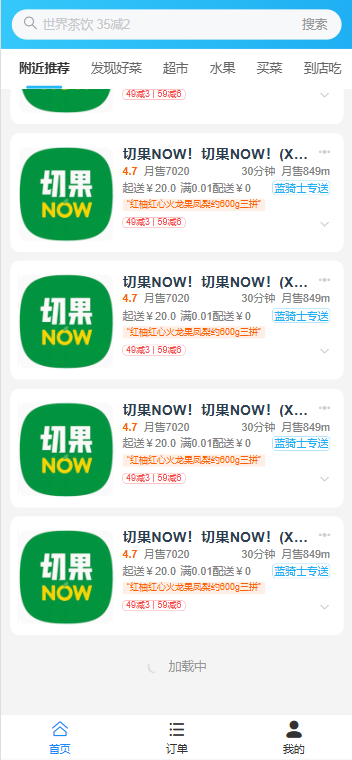 世界茶饮 35减2 搜索
附近推荐 发现好菜 超市 水果 买菜 到店吃
49减3 59减6
切果NOW
切果NOW！切果NOW！(X...
4.7 月售7020 30分钟 月售849m
起送￥20.0 满0.01配送￥0 蓝骑士专送
“红柚红心火龙果凤梨约600g三拼”
49减3 59减6
切果NOW
切果NOW！切果NOW！(X...
4.7 月售7020 30分钟 月售849m
起送￥20.0 满0.01配送￥0 蓝骑士专送
“红柚红心火龙果凤梨约600g三拼”
49减3 59减6
切果NOW
切果NOW！切果NOW！(X...
4.7 月售7020 30分钟 月售849m
起送￥20.0 满0.01配送￥0 蓝骑士专送
“红柚红心火龙果凤梨约600g三拼”
49减3 59减6
切果NOW
切果NOW！切果NOW！(X...
4.7 月售7020 30分钟 月售849m
起送￥20.0 满0.01配送￥0 蓝骑士专送
“红柚红心火龙果凤梨约600g三拼”
49减3 59减6
加载中
首页 订单 我的